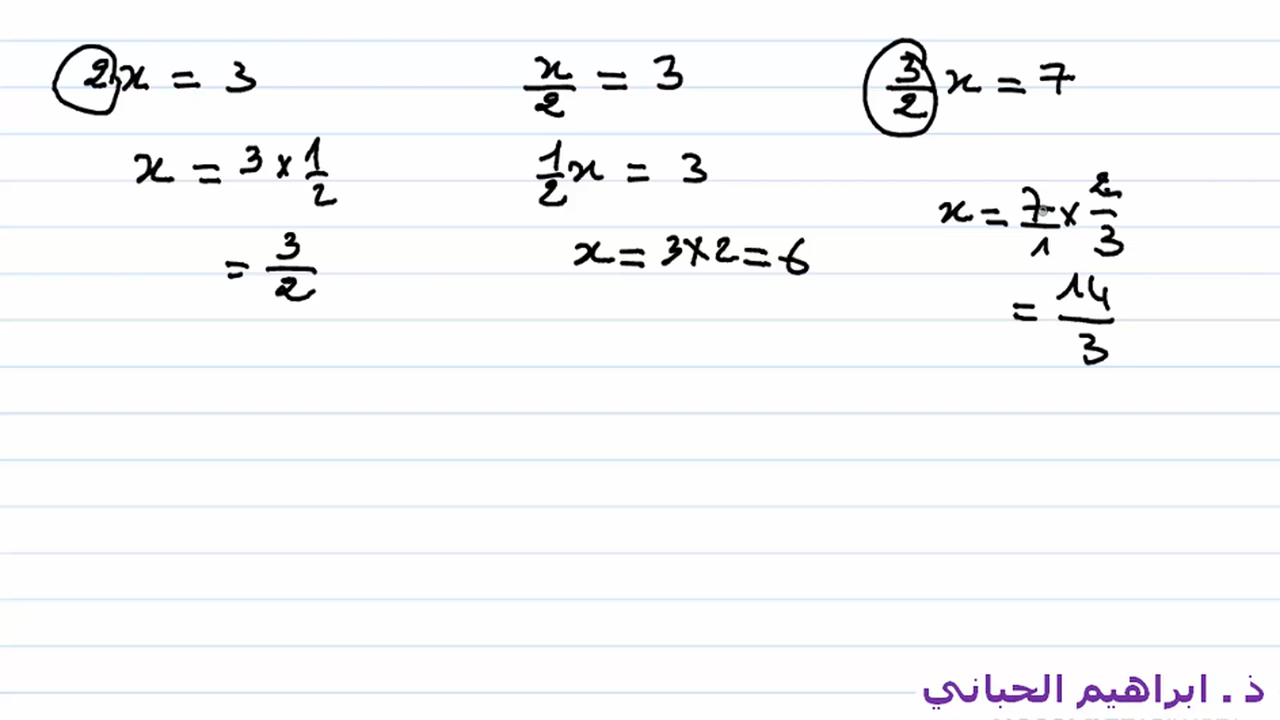 2x = 3
x = 3 × 1/2
= 3/2
x/2 = 3
1/2 x = 3
x = 3×2 = 6
3/2 x = 7
x = 7/1 × 2/3
= 14/3
ذ . ابراهيم الحباني